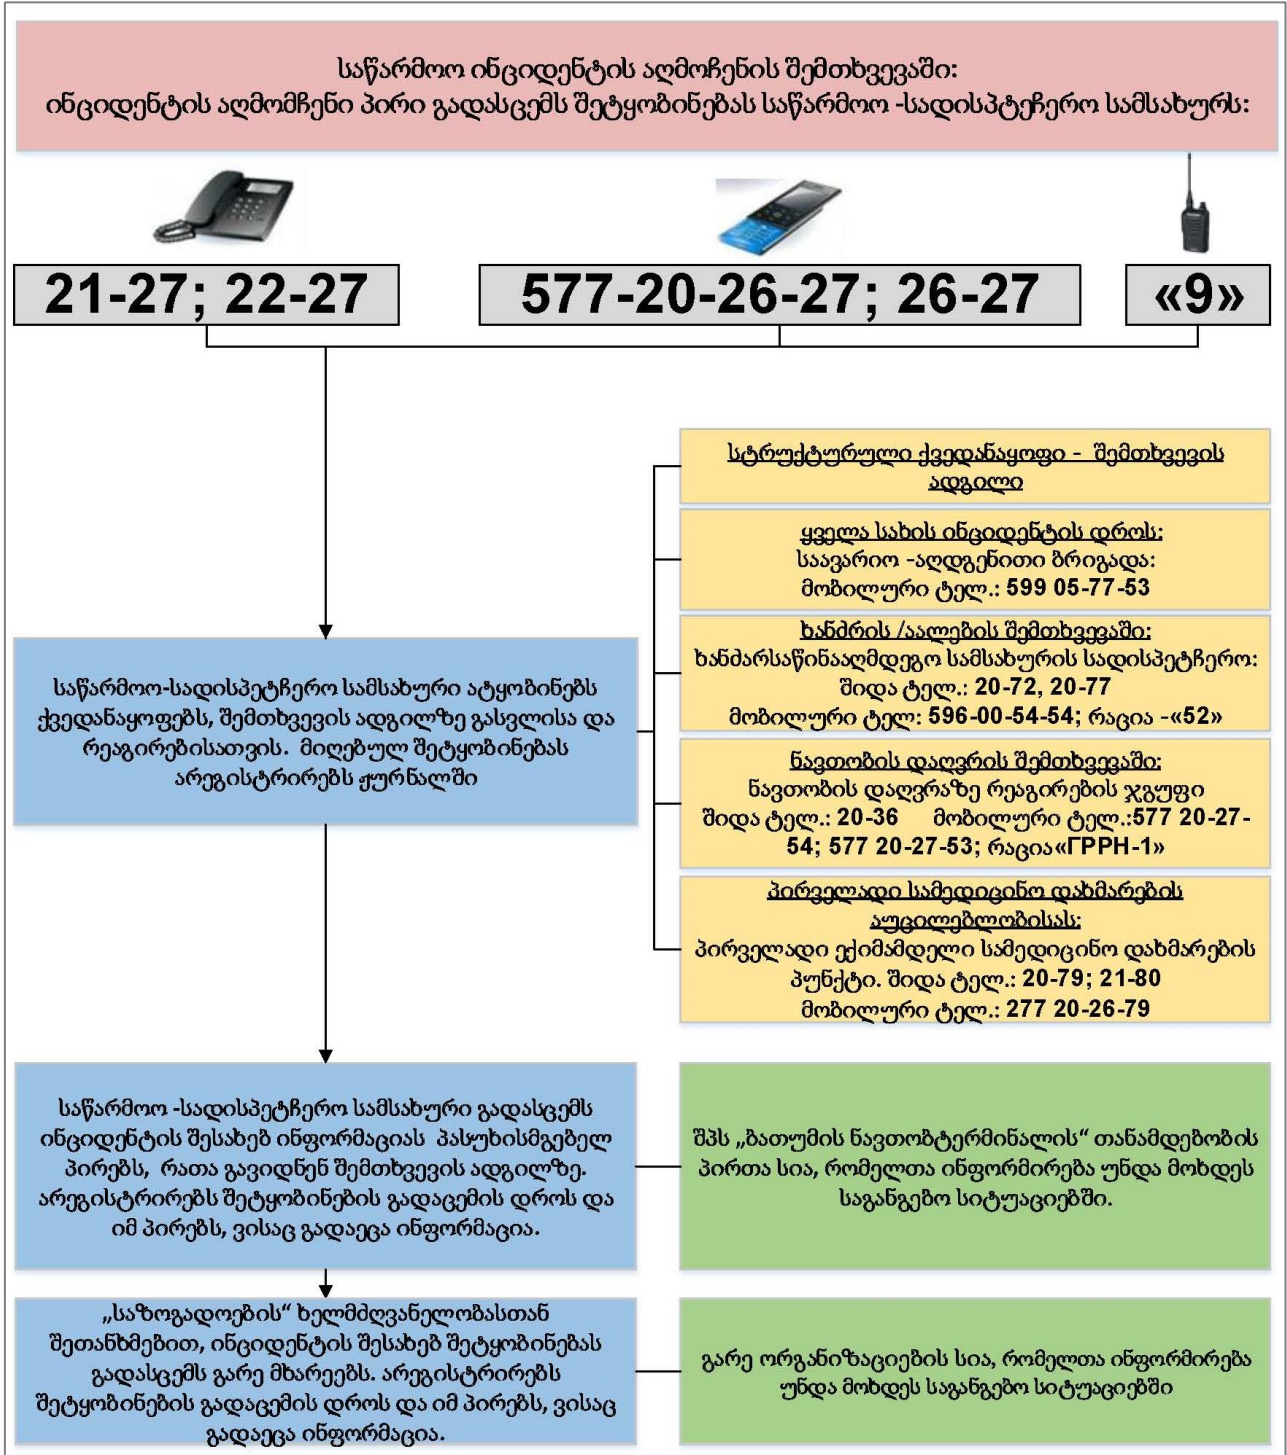 საწარმოო ინციდენტის აღმოჩენის შემთხვევაში:
ინციდენტის აღმომჩენი პირი გადასცემს შეტყობინებას საწარმოო -სადისპტეჩერო სამსახურს:
21-27; 22-27
577-20-26-27; 26-27
«9»
სტრუქტურული ქვედანაყოფი - შემთხვევის
ადგილი
ყველა სახის ინციდენტის დროს:
საავარიო -აღდგენითი ბრიგადა:
მობილური ტელ.: 599 05-77-53
ხანძრის /აალების შემთხვევაში:
ხანძარსაწინააღმდეგო სამსახურის სადისპეტჩერო:
შიდა ტელ.: 20-72, 20-77
მობილური ტელ: 596-00-54-54; რაცია -«52»
საწარმოო-სადისპეტჩერო სამსახური ატყობინებს
ქვედანაყოფებს, შემთხვევის ადგილზე გასვლისა და
რეაგირებისათვის. მიღებულ შეტყობინებას
არეგისტრირებს ჟურნალში
ნავთობის დაღვრის შემთხვევაში:
ნავთობის დაღვრაზე რეაგირების ჯგუფი
შიდა ტელ.: 20-36 მობილური ტელ.:577 20-27-
54; 577 20-27-53; რაცია«ГРРН-1»
პირველადი სამედიცინო დახმარების
აუცილებლობისას:
პირველადი ექიმამდელი სამედიცინო დახმარების
პუნქტი. შიდა ტელ.: 20-79; 21-80
მობილური ტელ.: 277 20-26-79
საწარმოო -სადისპეტჩერო სამსახური გადასცემს
ინციდენტის შესახებ ინფორმაციას პასუხისმგებელ
პირებს, რათა გავიდნენ შემთხვევის ადგილზე.
არეგისტრირებს შეტყობინების გადაცემის დროს და
იმ პირებს, ვისაც გადაეცა ინფორმაცია.
შპს „ბათუმის ნავთობტერმინალის“ თანამდებობის
პირთა სია, რომელთა ინფორმირება უნდა მოხდეს
საგანგებო სიტუაციებში.
„საზოგადოების“ ხელმძღვანელობასთან
შეთანხმებით, ინციდენტის შესახებ შეტყობინებას
გადასცემს გარე მხარეებს. არეგისტრირებს
შეტყობინების გადაცემის დროს და იმ პირებს, ვისაც
გადაეცა ინფორმაცია.
გარე ორგანიზაციების სია, რომელთა ინფორმირება
უნდა მოხდეს საგანგებო სიტუაციებში